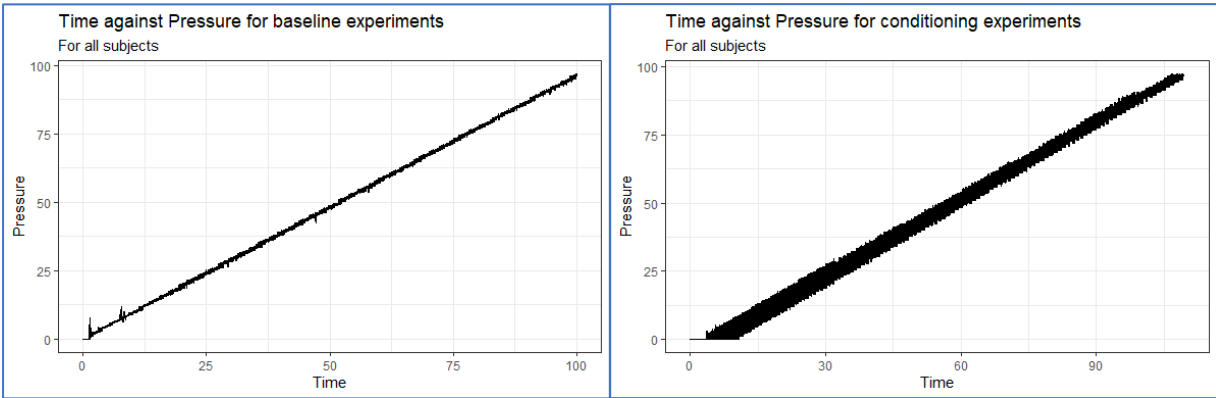 Time against Pressure for baseline experiments
For all subjects
100
75
50
25
0
Pressure
0 25 50 75 100
Time
Time against Pressure for conditioning experiments
For all subjects
100
75
50
25
0
Pressure
0 30 60 90
Time